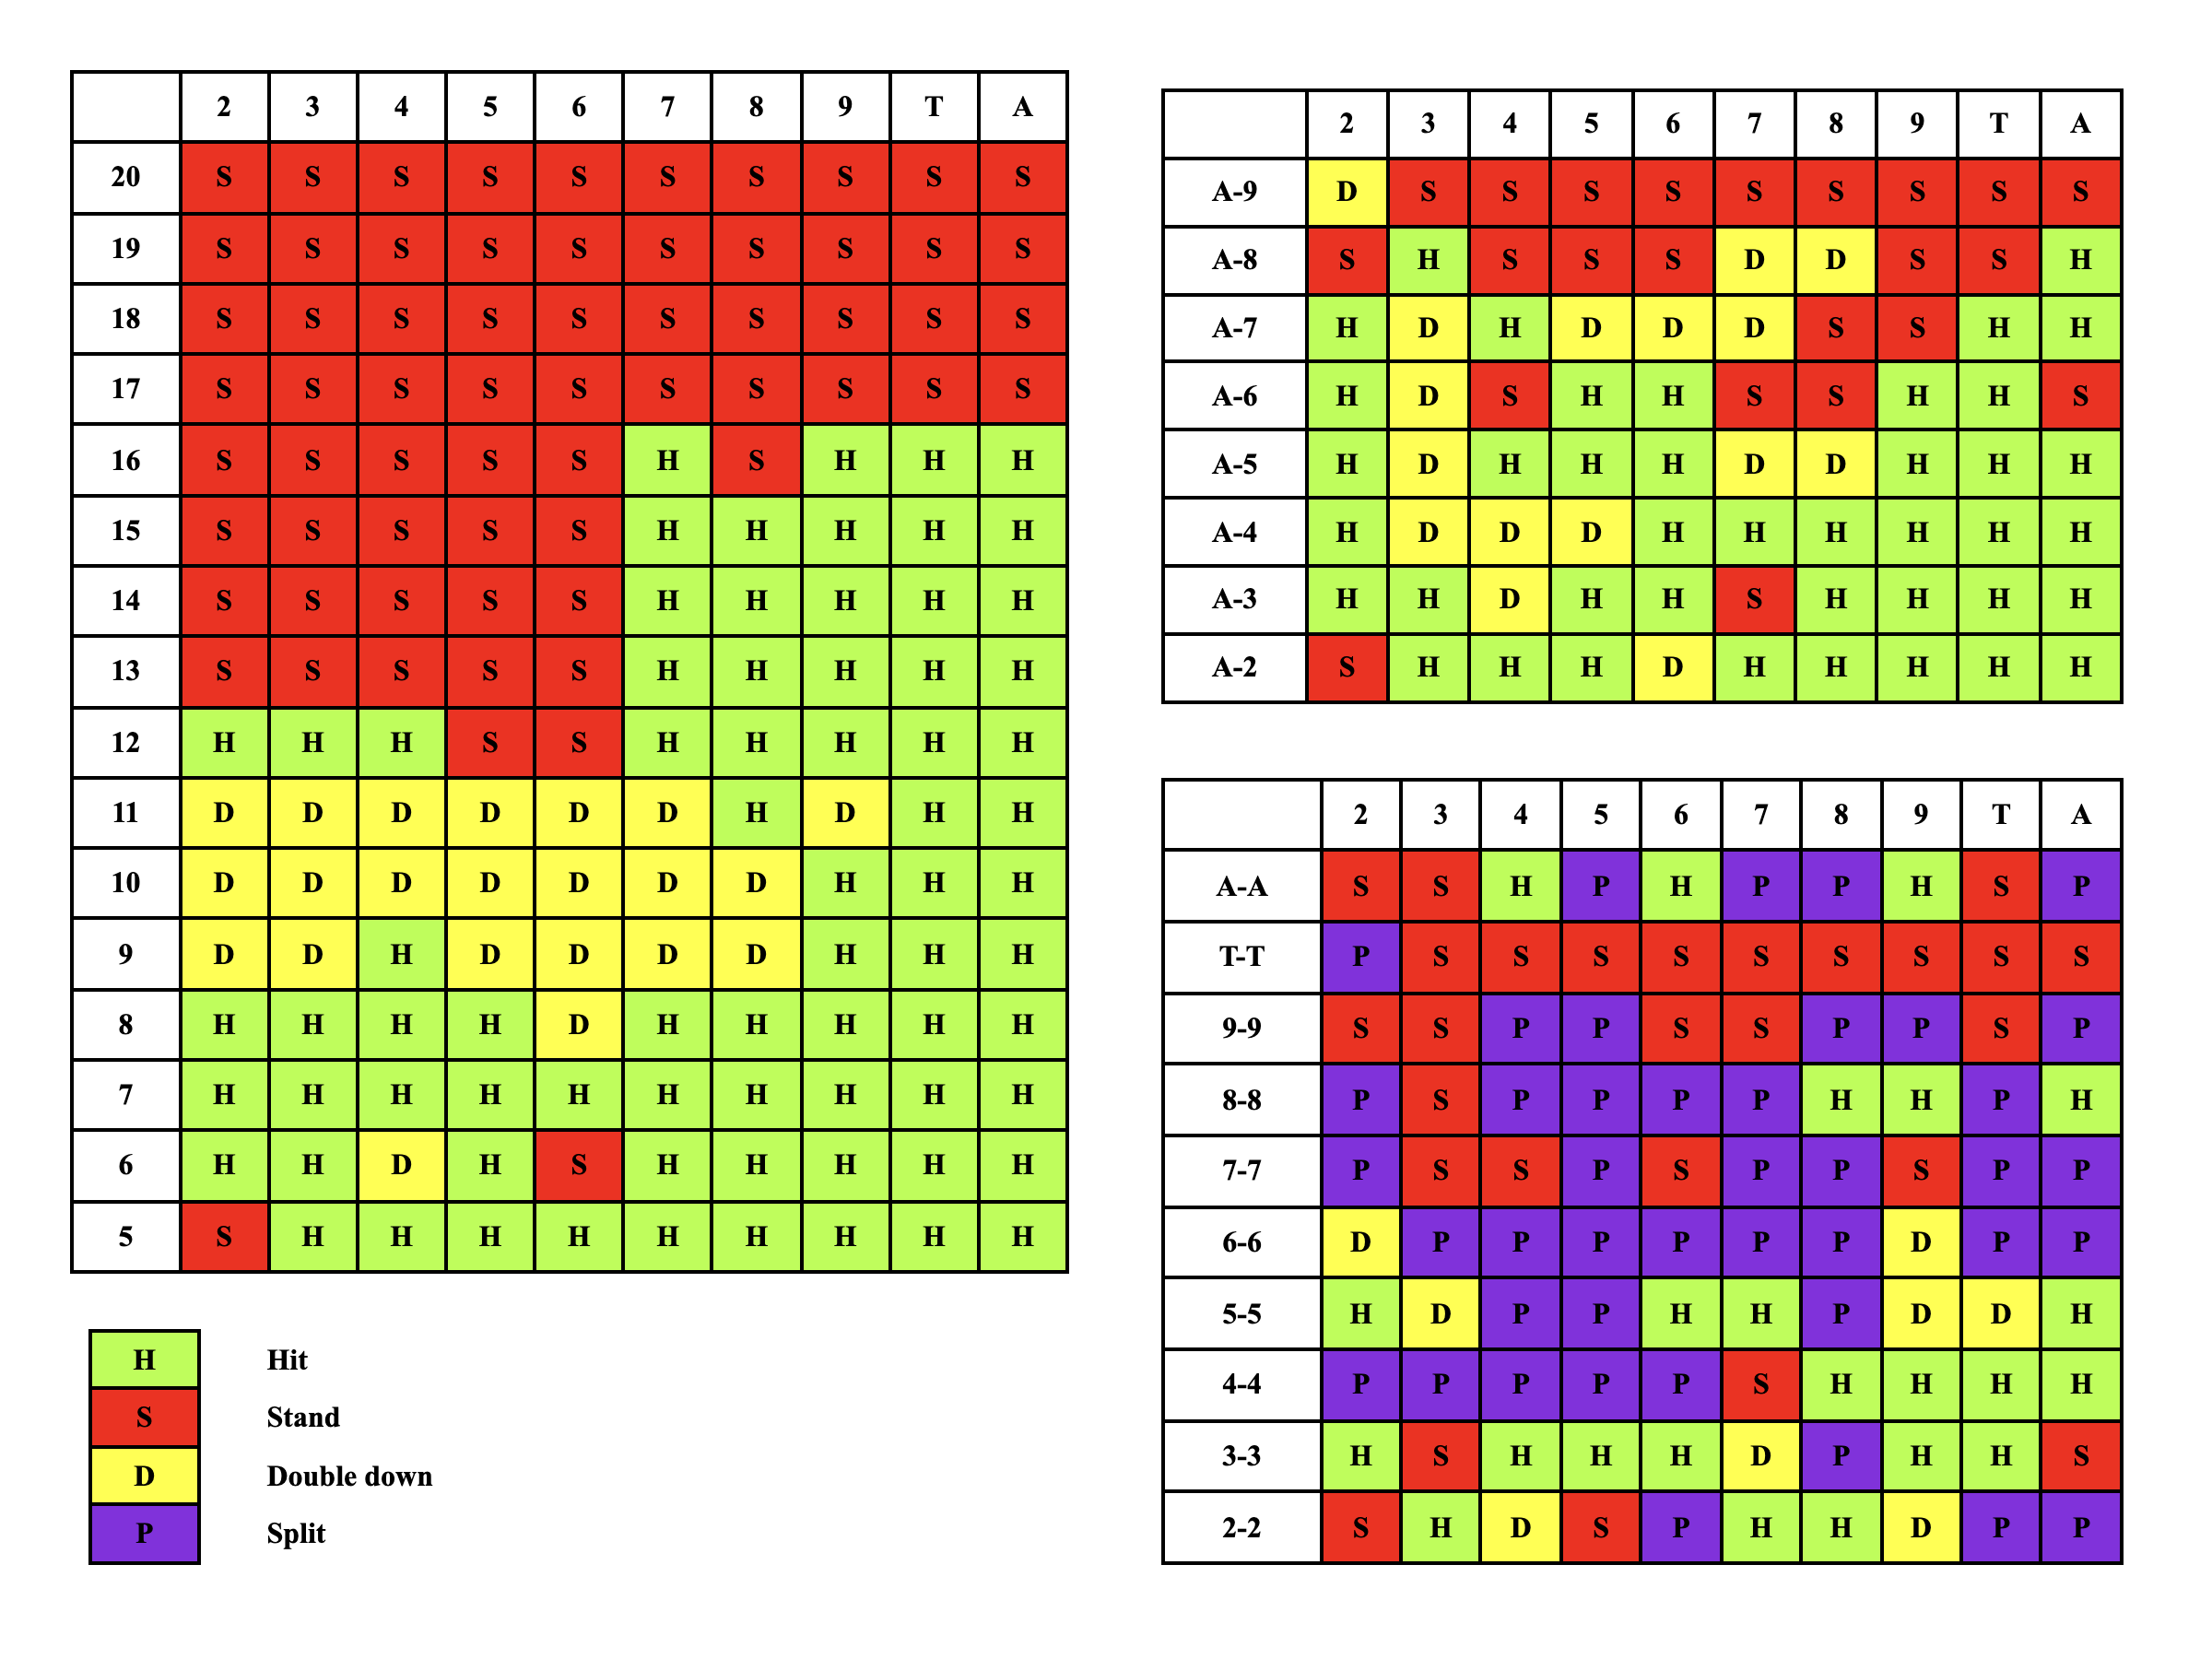 2 3 4 5 6 7 8 9 T A
20 S S S S S S S S S S
19 S S S S S S S S S S
18 S S S S S S S S S S
17 S S S S S S S S S S
16 S S S S S H S H H H
15 S S S S S H H H H H
14 S S S S S H H H H H
13 S S S S S H H H H H
12 H H H S S H H H H H
11 D D D D D D H D H H
10 D D D D D D D H H H
9 D D H D D D D H H H
8 H H H H D H H H H H
7 H H H H H H H H H H
6 H H D H S H H H H H
5 S H H H H H H H H H
H Hit
S Stand
D Double down
P Split
2 3 4 5 6 7 8 9 T A
A-9 D S S S S S S S S S
A-8 S H S S S D D S S H
A-7 H D H D D D S S H H
A-6 H D S H H S S H H S
A-5 H D H H H D D H H H
A-4 H D D D H H H H H H
A-3 H H D H H S H H H H
A-2 S H H H D H H H H H
2 3 4 5 6 7 8 9 T A
A-A S S H P H P P H S P
T-T P S S S S S S S S S
9-9 S S P P S S P P S P
8-8 P S P P P P H H P H
7-7 P S S P S P P S P P
6-6 D P P P P P P D P P
5-5 H D P P H H P D D H
4-4 P P P P P S H H H H
3-3 H S H H H D P H H S
2-2 S H D S P H H D P P